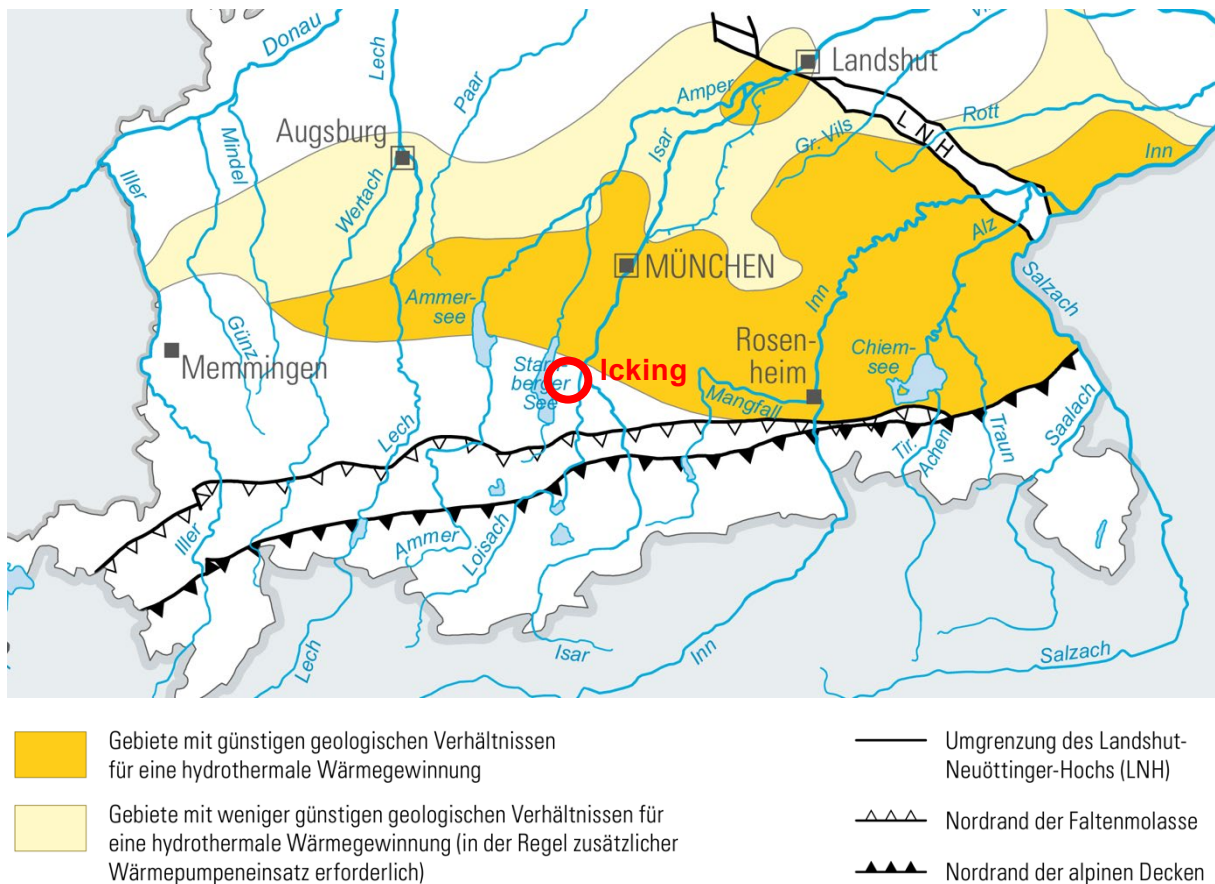 Donau
Lech
Paar
Landshut
Vils
Amper
Isar
Mindel
Augsburg
Gr. Vils
LNH
Rott
Iller
Wertach
Inn
MÜNCHEN
Alz
Inn
Salzach
Ammer-
see
Günz
Memmingen
Starn-
berger
See
Icking
Rosen-
heim
Chiem-
see
Mangfall
Lech
Tir.
Achen
Traun
Saalach
Iller
Ammer
Loisach
Lech
Isar
Inn
Salzach
Gebiete mit günstigen geologischen Verhältnissen
für eine hydrothermale Wärmegewinnung
Gebiete mit weniger günstigen geologischen Verhältnissen für
eine hydrothermale Wärmegewinnung (in der Regel zusätzlicher
Wärmepumpeneinsatz erforderlich)
Umgrenzung des Landshut-
Neuöttinger-Hochs (LNH)
Nordrand der Faltenmolasse
Nordrand der alpinen Decken